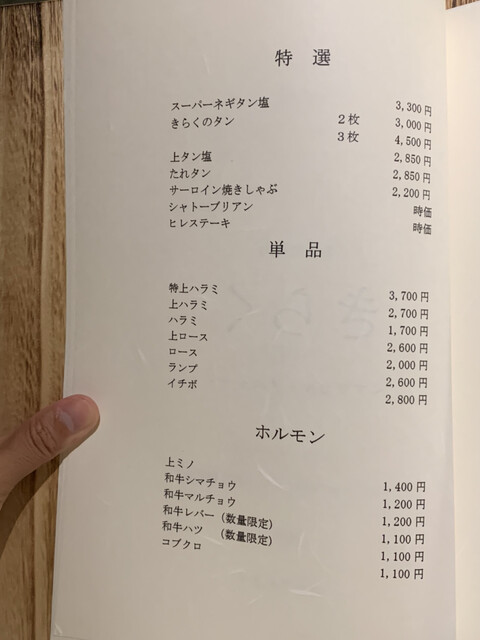 特選
スーパーネギタン塩 3,300円
きらくのタン 2枚 3,000円
3枚 4,500円
上タン塩 2,850円
たれタン 2,850円
サーロイン焼きしゃぶ 2,200円
シャトーブリアン 時価
ヒレステーキ 時価
単品
特上ハラミ 3,700円
上ハラミ 2,700円
ハラミ 1,700円
上ロース 2,600円
ロース 2,000円
ランプ 2,600円
イチボ 2,800円
ホルモン
上ミノ 1,400円
和牛シマチョウ 1,200円
和牛マルチョウ 1,200円
和牛レバー(数量限定) 1,100円
和牛ハツ (数量限定) 1,100円
コブクロ 1,100円